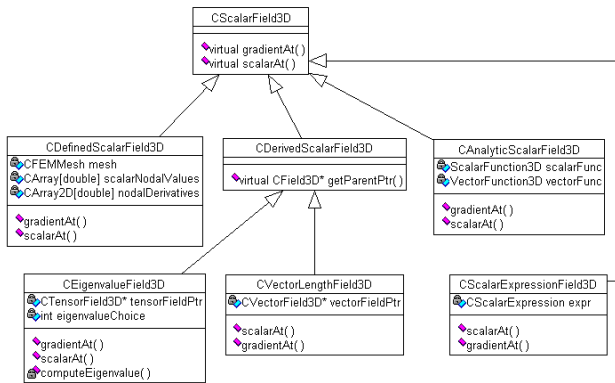 CScalarField3D
virtual gradientAt()
virtual scalarAt()
CDefinedScalarField3D
CFEMMesh mesh
CArray[double] scalarNodalValues
CArray2D[double] nodalDerivatives
gradientAt()
scalarAt()
CDerivedScalarField3D
virtual CField3D* getParentPtr()
CAnalyticScalarField3D
ScalarFunction3D scalarFunc
VectorFunction3D vectorFunc
gradientAt()
scalarAt()
CEigenvalueField3D
CTensorField3D* tensorFieldPtr
int eigenvalueChoice
gradientAt()
scalarAt()
computeEigenvalue()
CVectorLengthField3D
CVectorField3D* vectorFieldPtr
scalarAt()
gradientAt()
CScalarExpressionField3D
CScalarExpression expr
scalarAt()
gradientAt()